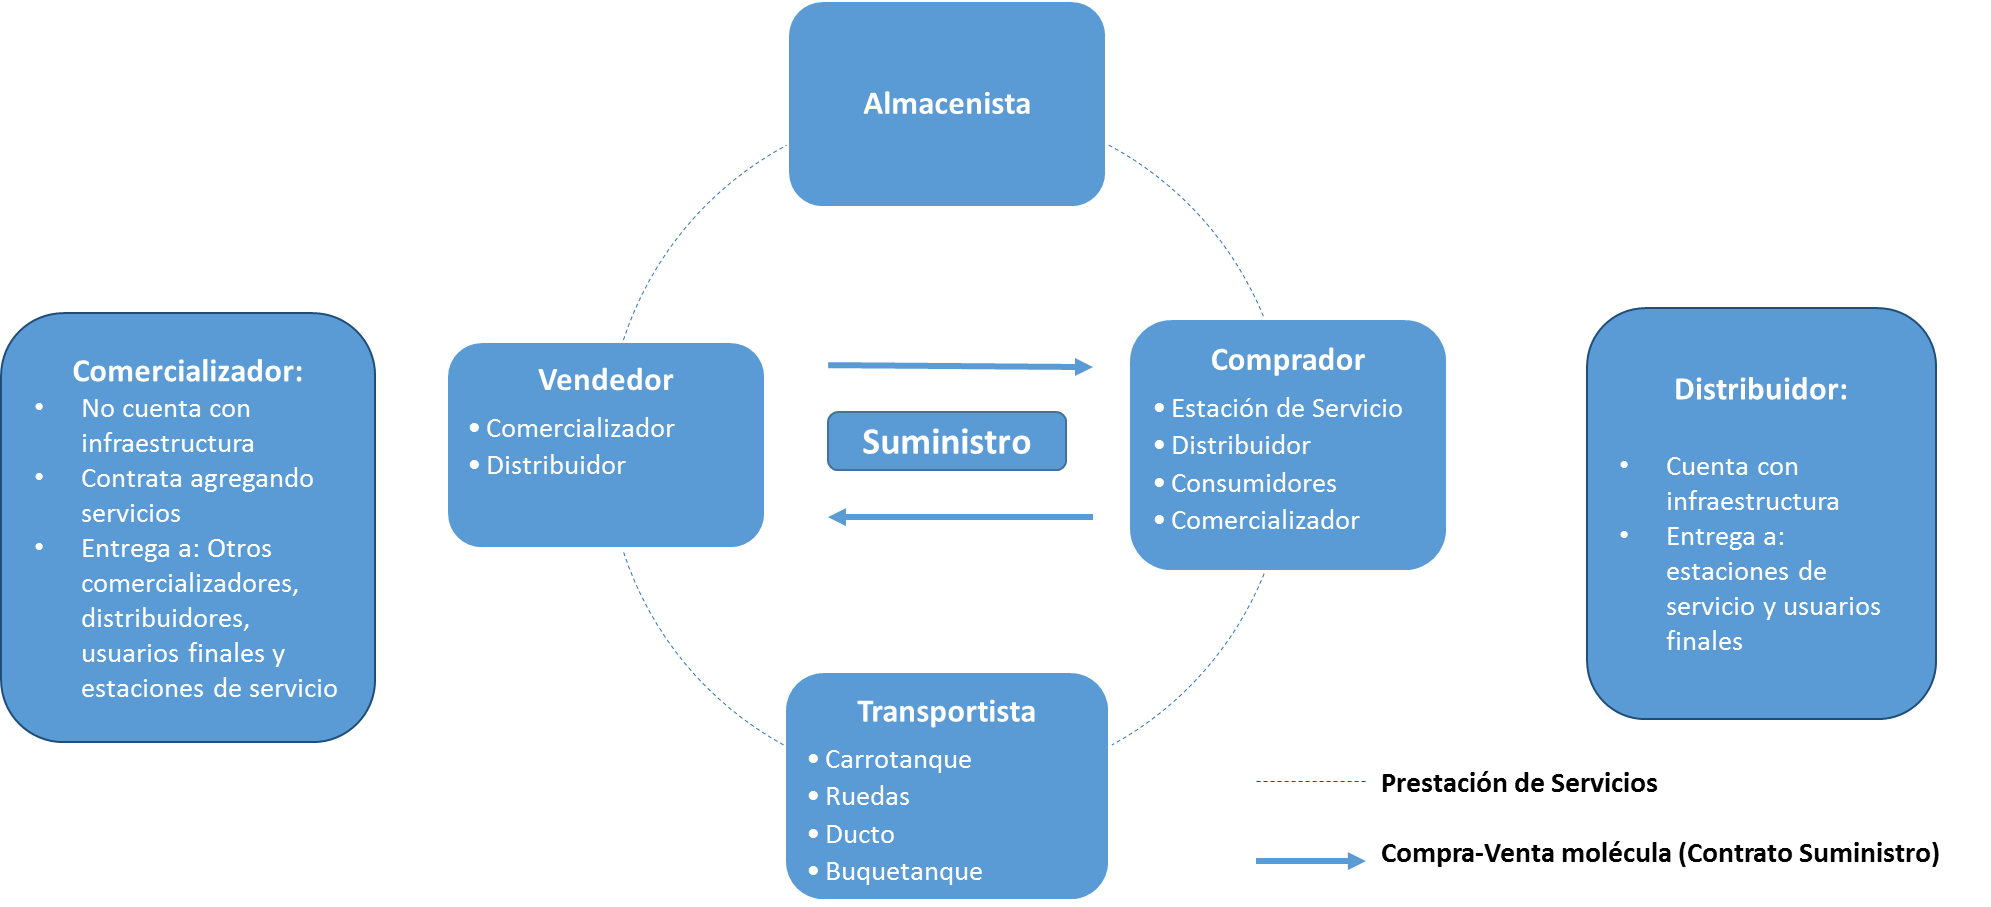 Almacenista
Comercializador:
• No cuenta con
infraestructura
• Contrata agregando
servicios
• Entrega a: Otros
comercializadores,
distribuidores,
usuarios finales y
estaciones de servicio
Vendedor
• Comercializador
• Distribuidor
Suministro
Comprador
• Estación de Servicio
• Distribuidor
• Consumidores
• Comercializador
Distribuidor:
• Cuenta con
infraestructura
• Entrega a:
estaciones de
servicio y usuarios
finales
Transportista
• Carrotanque
• Ruedas
• Ducto
• Buquetanque
Prestación de Servicios
Compra-Venta molécula (Contrato Suministro)